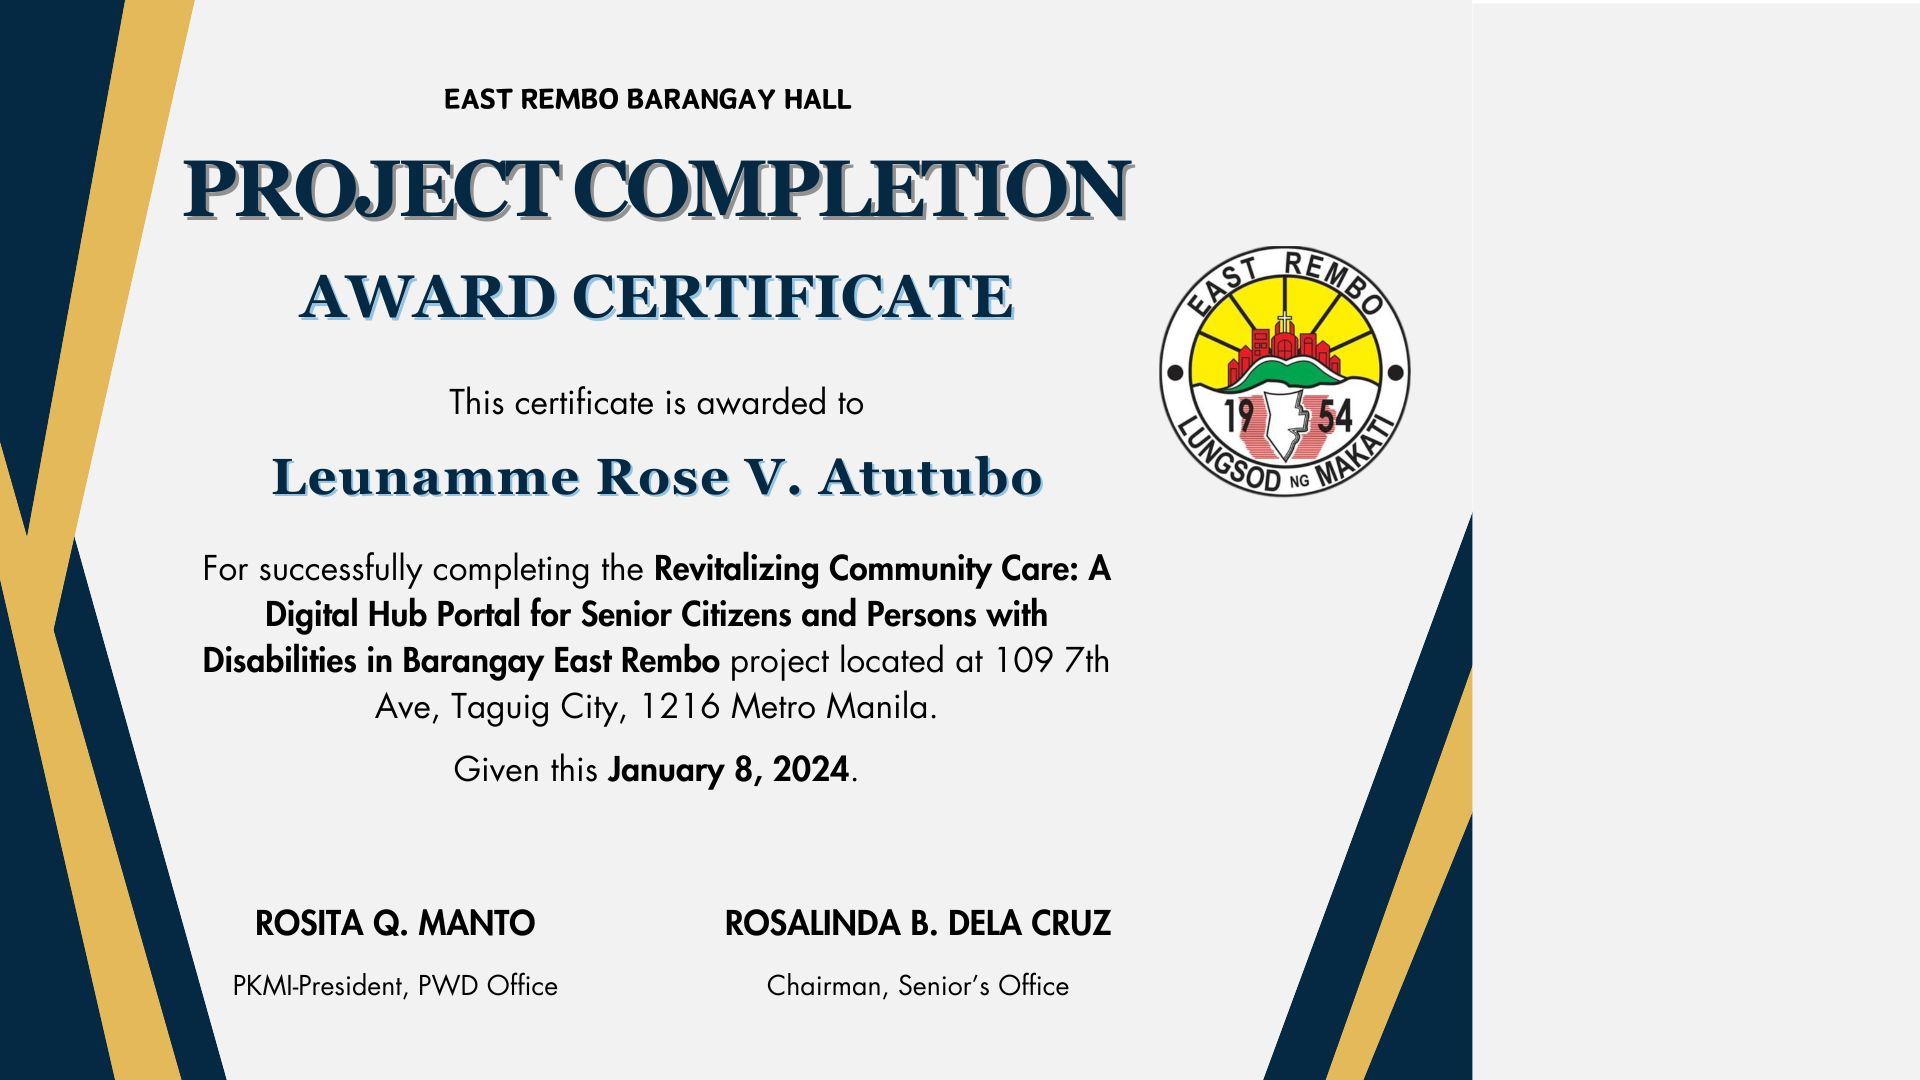 EAST REMBO BARANGAY HALL
PROJECT COMPLETION
AWARD CERTIFICATE
This certificate is awarded to
Leunamme Rose V. Atutubo
EAST REMBO
19 54
LUNGSOD NG MAKATI
For successfully completing the Revitalizing Community Care: A
Digital Hub Portal for Senior Citizens and Persons with
Disabilities in Barangay East Rembo project located at 109 7th
Ave, Taguig City, 1216 Metro Manila.
Given this January 8, 2024.
ROSITA Q. MANTO
PKMI-President, PWD Office
ROSALINDA B. DELA CRUZ
Chairman, Senior’s Office